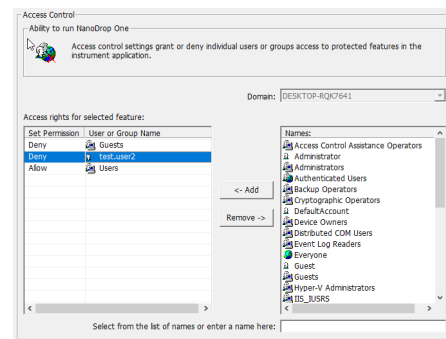 Access Control
Ability to run NanoDrop One
Access control settings grant or deny individual users or groups access to protected features in the
instrument application.
Domain: DESKTOP-RQK7641
Access rights for selected feature:
Set Permission User or Group Name
Deny Guests
Deny test.user2
Allow Users
<- Add
Remove ->
Names:
Access Control Assistance Operators
Administrator
Administrators
Authenticated Users
Backup Operators
Cryptographic Operators
DefaultAccount
Device Owners
Distributed COM Users
Event Log Readers
Everyone
Guest
Guests
Hyper-V Administrators
IIS_IUSRS
Select from the list of names or enter a name here: